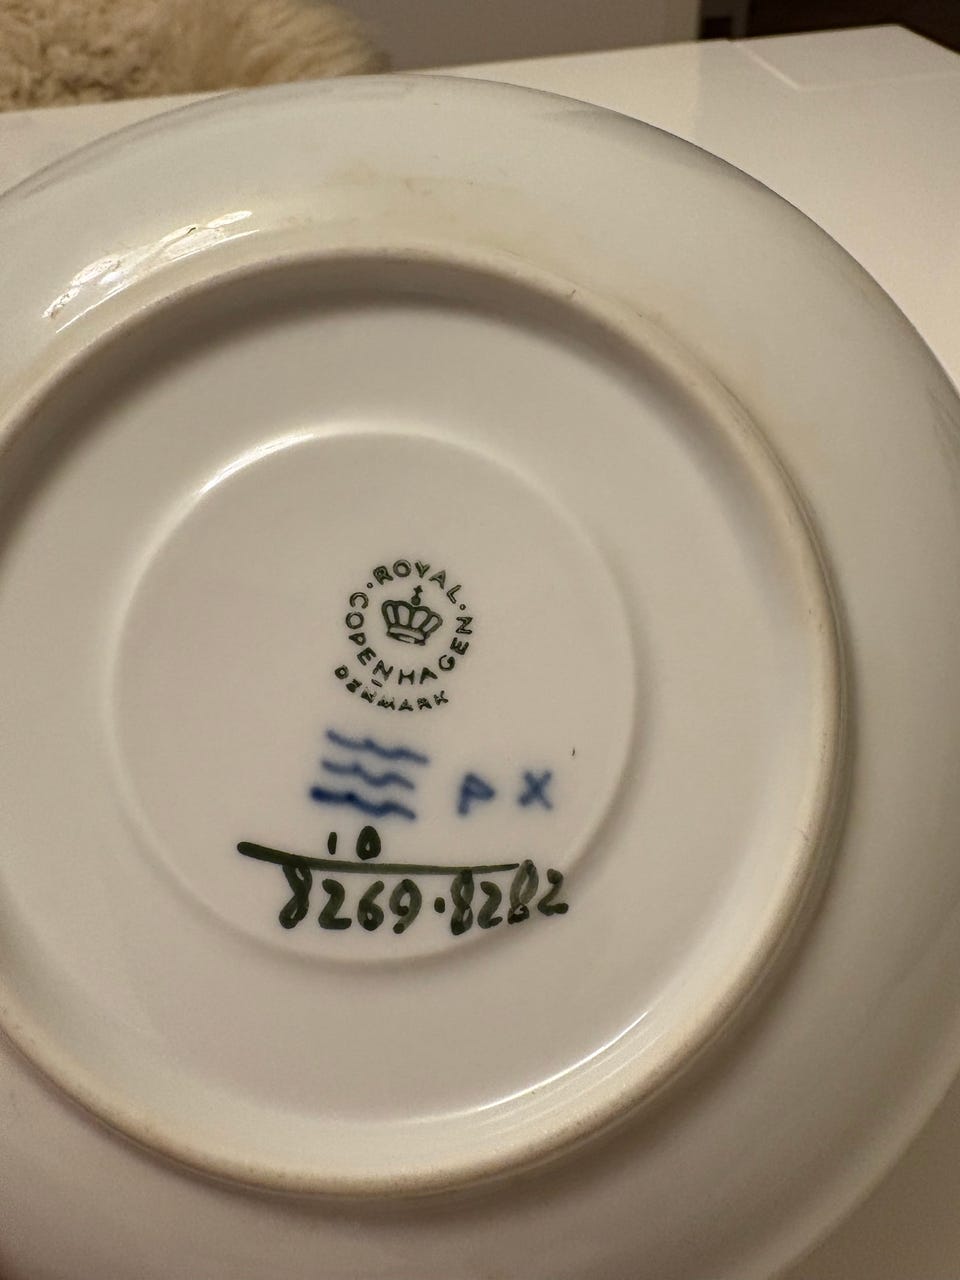 ROYAL
COPENHAGEN
DENMARK
X
10
8269·8282